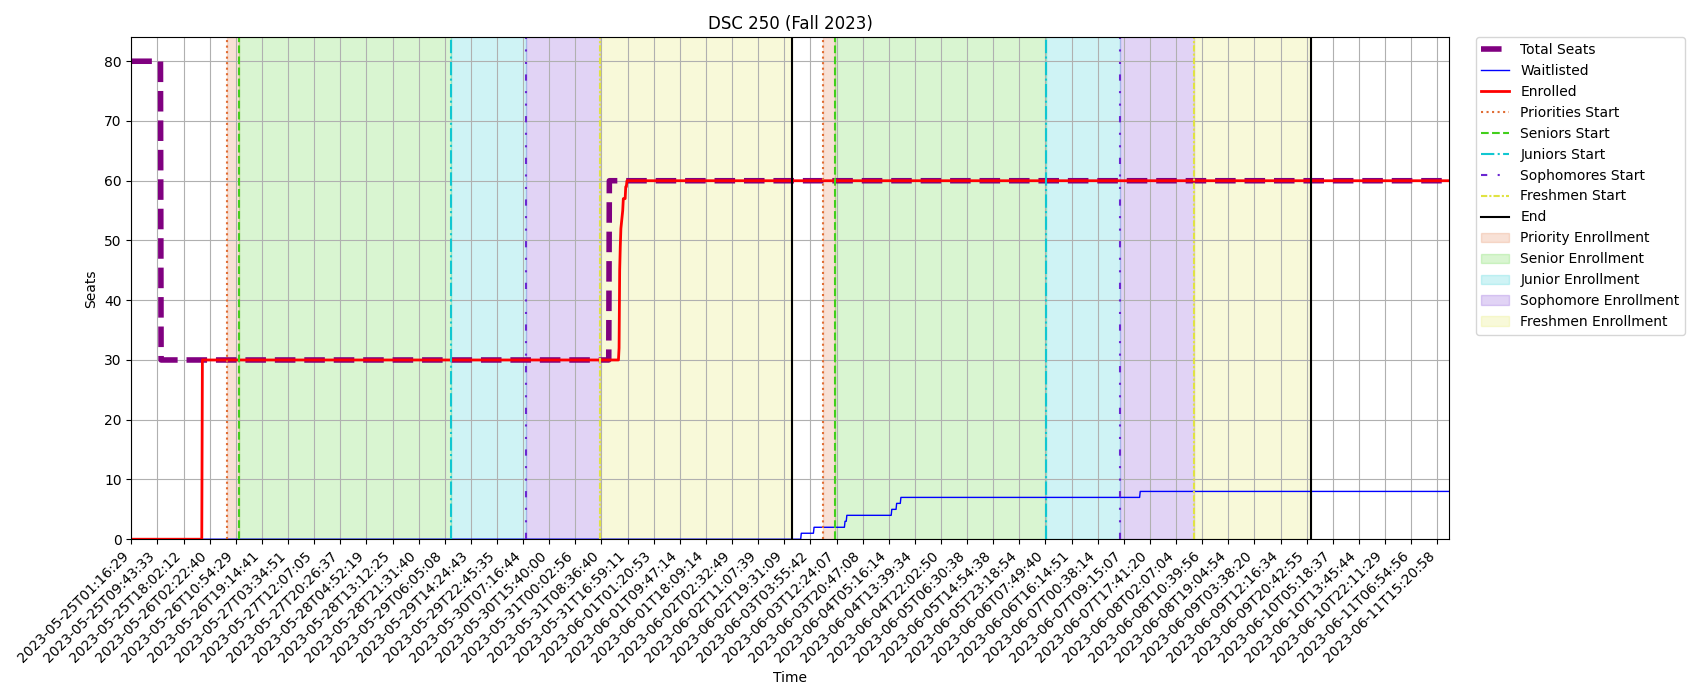 DSC 250 (Fall 2023)
80
70
60
50
40
30
20
10
0
Seats
2023-05-25T01:16:29
2023-05-25T09:43:33
2023-05-25T18:02:12
2023-05-26T02:22:40
2023-05-26T10:54:29
2023-05-26T19:14:41
2023-05-27T03:34:51
2023-05-27T12:07:05
2023-05-27T20:26:37
2023-05-28T04:52:19
2023-05-28T13:12:25
2023-05-28T21:31:40
2023-05-29T06:05:08
2023-05-29T14:24:43
2023-05-29T22:45:35
2023-05-30T07:16:44
2023-05-30T15:40:00
2023-05-31T00:02:56
2023-05-31T08:36:40
2023-05-31T16:59:11
2023-06-01T01:20:53
2023-06-01T09:47:14
2023-06-01T18:09:14
2023-06-02T02:32:49
2023-06-02T11:07:39
2023-06-02T19:31:09
2023-06-03T03:55:42
2023-06-03T12:24:07
2023-06-03T20:47:08
2023-06-04T05:16:14
2023-06-04T13:39:34
2023-06-04T22:02:50
2023-06-05T06:30:38
2023-06-05T14:54:38
2023-06-05T23:18:54
2023-06-06T07:49:40
2023-06-06T16:14:51
2023-06-07T00:38:14
2023-06-07T09:15:07
2023-06-07T17:41:20
2023-06-08T02:07:04
2023-06-08T10:39:56
2023-06-08T19:04:54
2023-06-09T03:38:20
2023-06-09T12:16:34
2023-06-09T20:42:55
2023-06-10T05:18:37
2023-06-10T13:45:44
2023-06-10T22:11:29
2023-06-11T06:54:56
2023-06-11T15:20:58
Time
Total Seats
Waitlisted
Enrolled
Priorities Start
Seniors Start
Juniors Start
Sophomores Start
Freshmen Start
End
Priority Enrollment
Senior Enrollment
Junior Enrollment
Sophomore Enrollment
Freshmen Enrollment